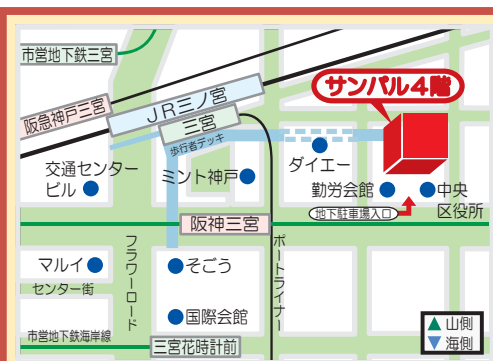 市営地下鉄三宮
サンパル4階
阪急神戸三宮
JR三ノ宮
三宮
歩行者デッキ
交通センター
ビル
ミント神戸
ダイエー
勤労会館
中央
区役所
地下駐車場入口
阪神三宮
マルイ
センター街
フラワーロード
そごう
ポートライナー
国際会館
市営地下鉄海岸線
三宮花時計前
▲山側
▼海側